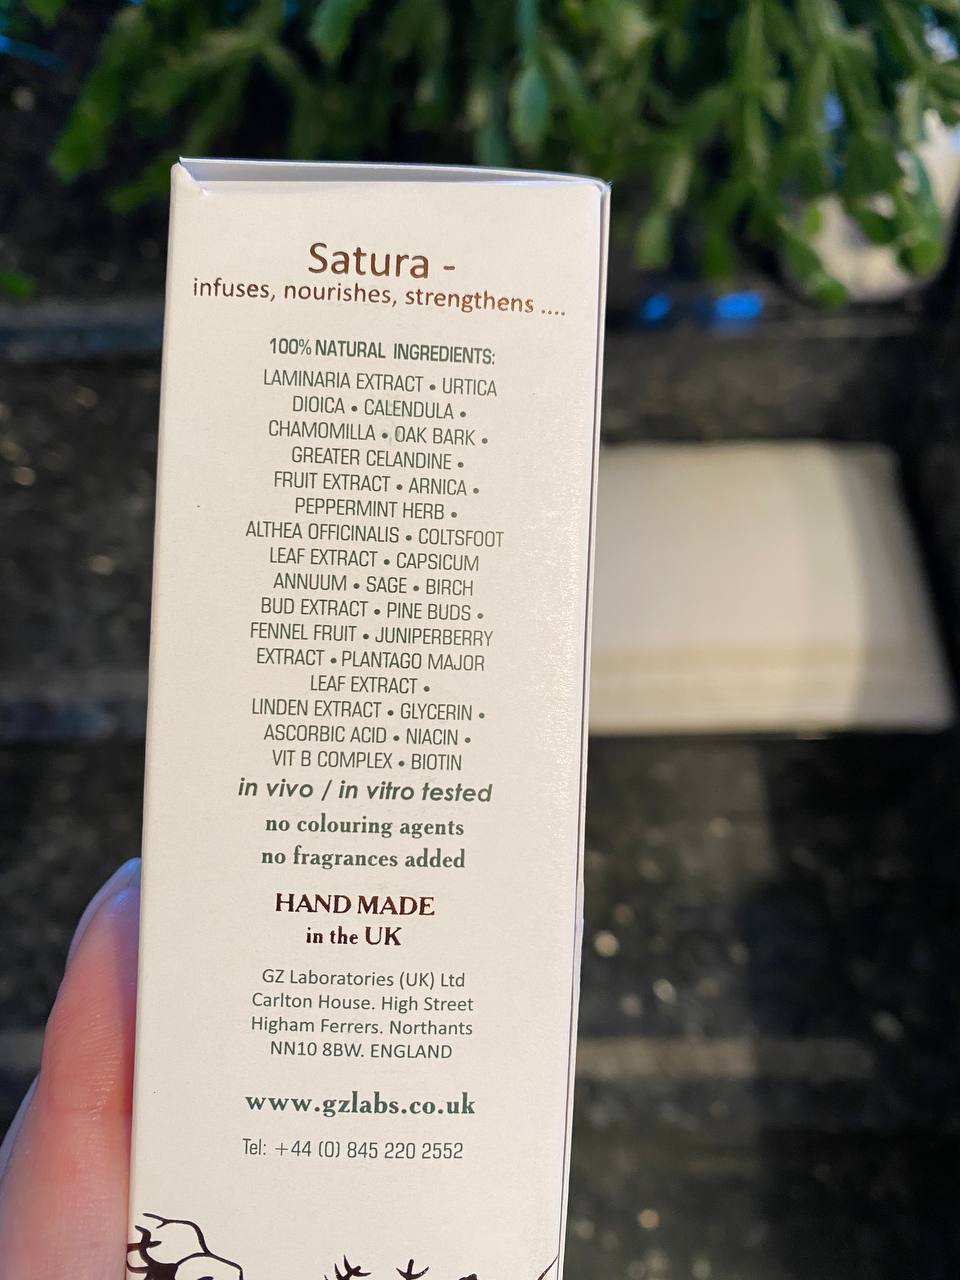 Satura -
infuses, nourishes, strengthens ....
100% NATURAL INGREDIENTS:
LAMINARIA EXTRACT • URTICA
DIOICA • CALENDULA •
CHAMOMILLA • OAK BARK •
GREATER CELANDINE •
FRUIT EXTRACT • ARNICA •
PEPPERMINT HERB •
ALTHEA OFFICINALIS • COLTSFOOT
LEAF EXTRACT • CAPSICUM
ANNUUM • SAGE • BIRCH
BUD EXTRACT • PINE BUDS •
FENNEL FRUIT • JUNIPERBERRY
EXTRACT • PLANTAGO MAJOR
LEAF EXTRACT •
LINDEN EXTRACT • GLYCERIN •
ASCORBIC ACID • NIACIN •
VIT B COMPLEX • BIOTIN
in vivo / in vitro tested
no colouring agents
no fragrances added
HAND MADE
in the UK
GZ Laboratories (UK) Ltd
Carlton House. High Street
Higham Ferrers. Northants
NN10 8BW. ENGLAND
www.gzlabs.co.uk
Tel: +44 (0) 845 220 2552